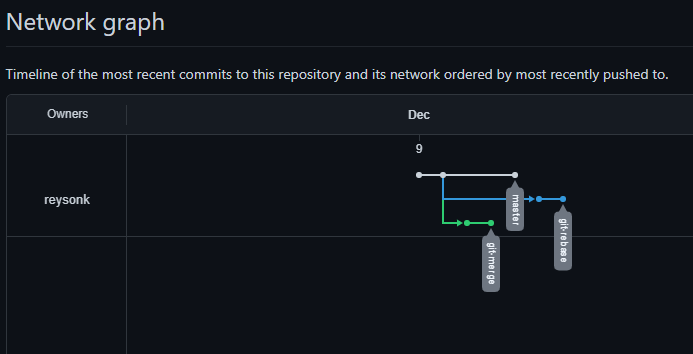 Network graph
Timeline of the most recent commits to this repository and its network ordered by most recently pushed to.
Owners
Dec
9
reysonk
master
git-rebase
git-merge